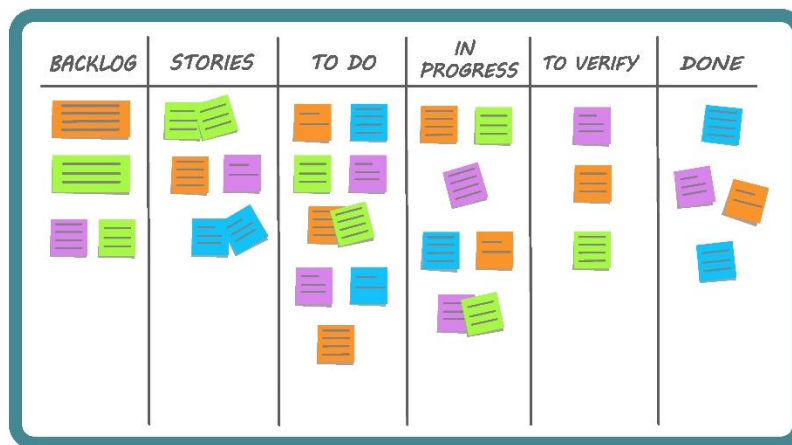 BACKLOG
STORIES
TO DO
IN
PROGRESS
TO VERIFY
DONE